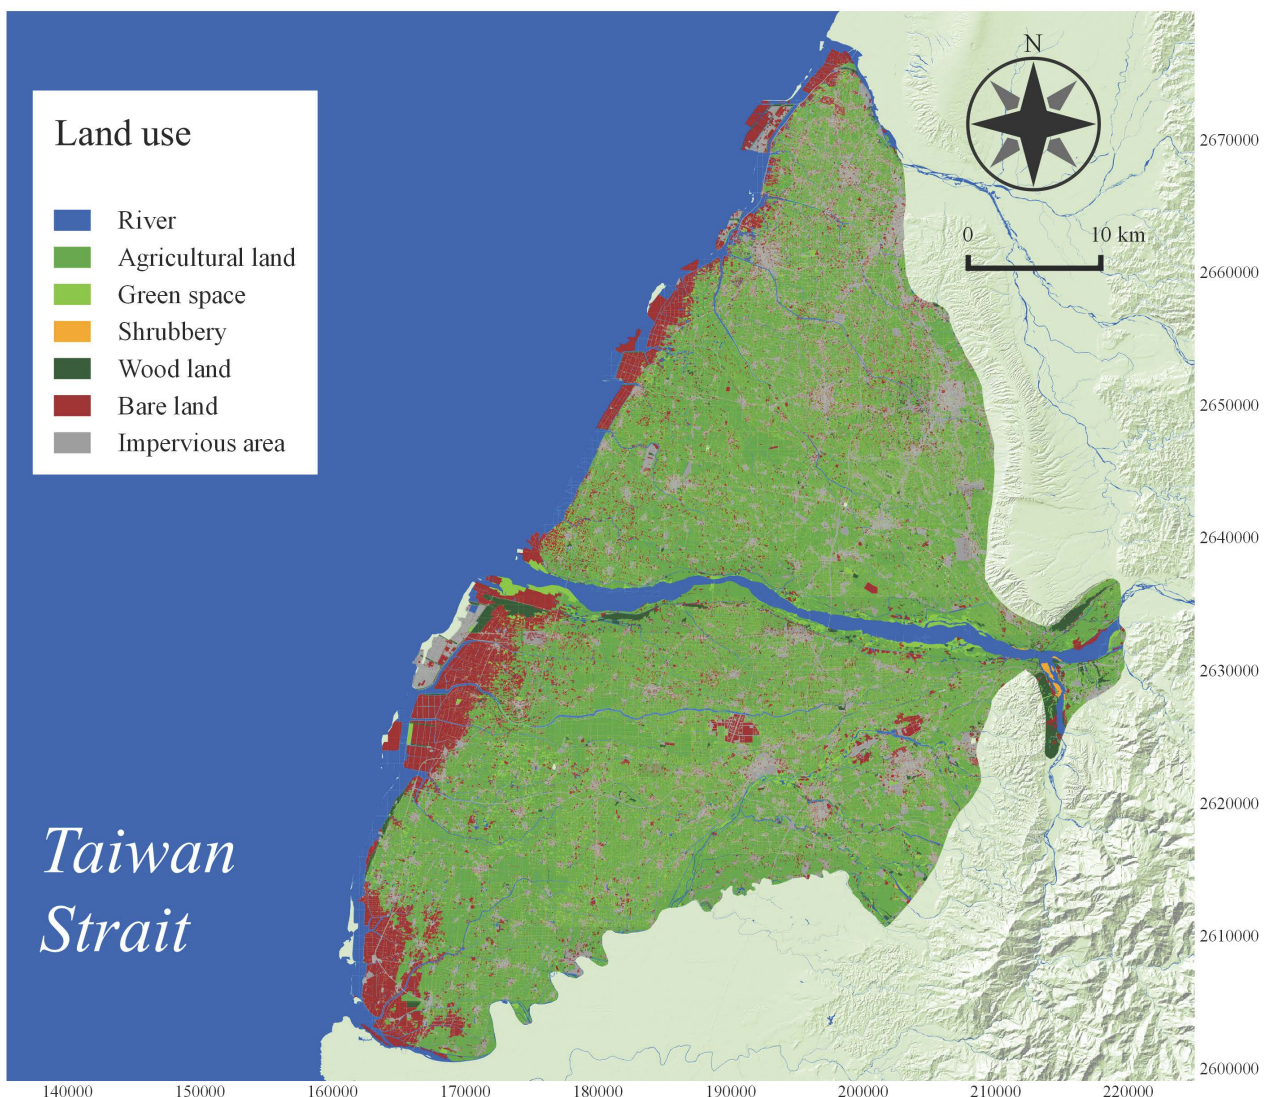 N
Land use
River
Agricultural land
Green space
Shrubbery
Wood land
Bare land
Impervious area
0 10 km
2670000
2660000
2650000
2640000
2630000
2620000
2610000
2600000
Taiwan
Strait
140000 150000 160000 170000 180000 190000 200000 210000 220000